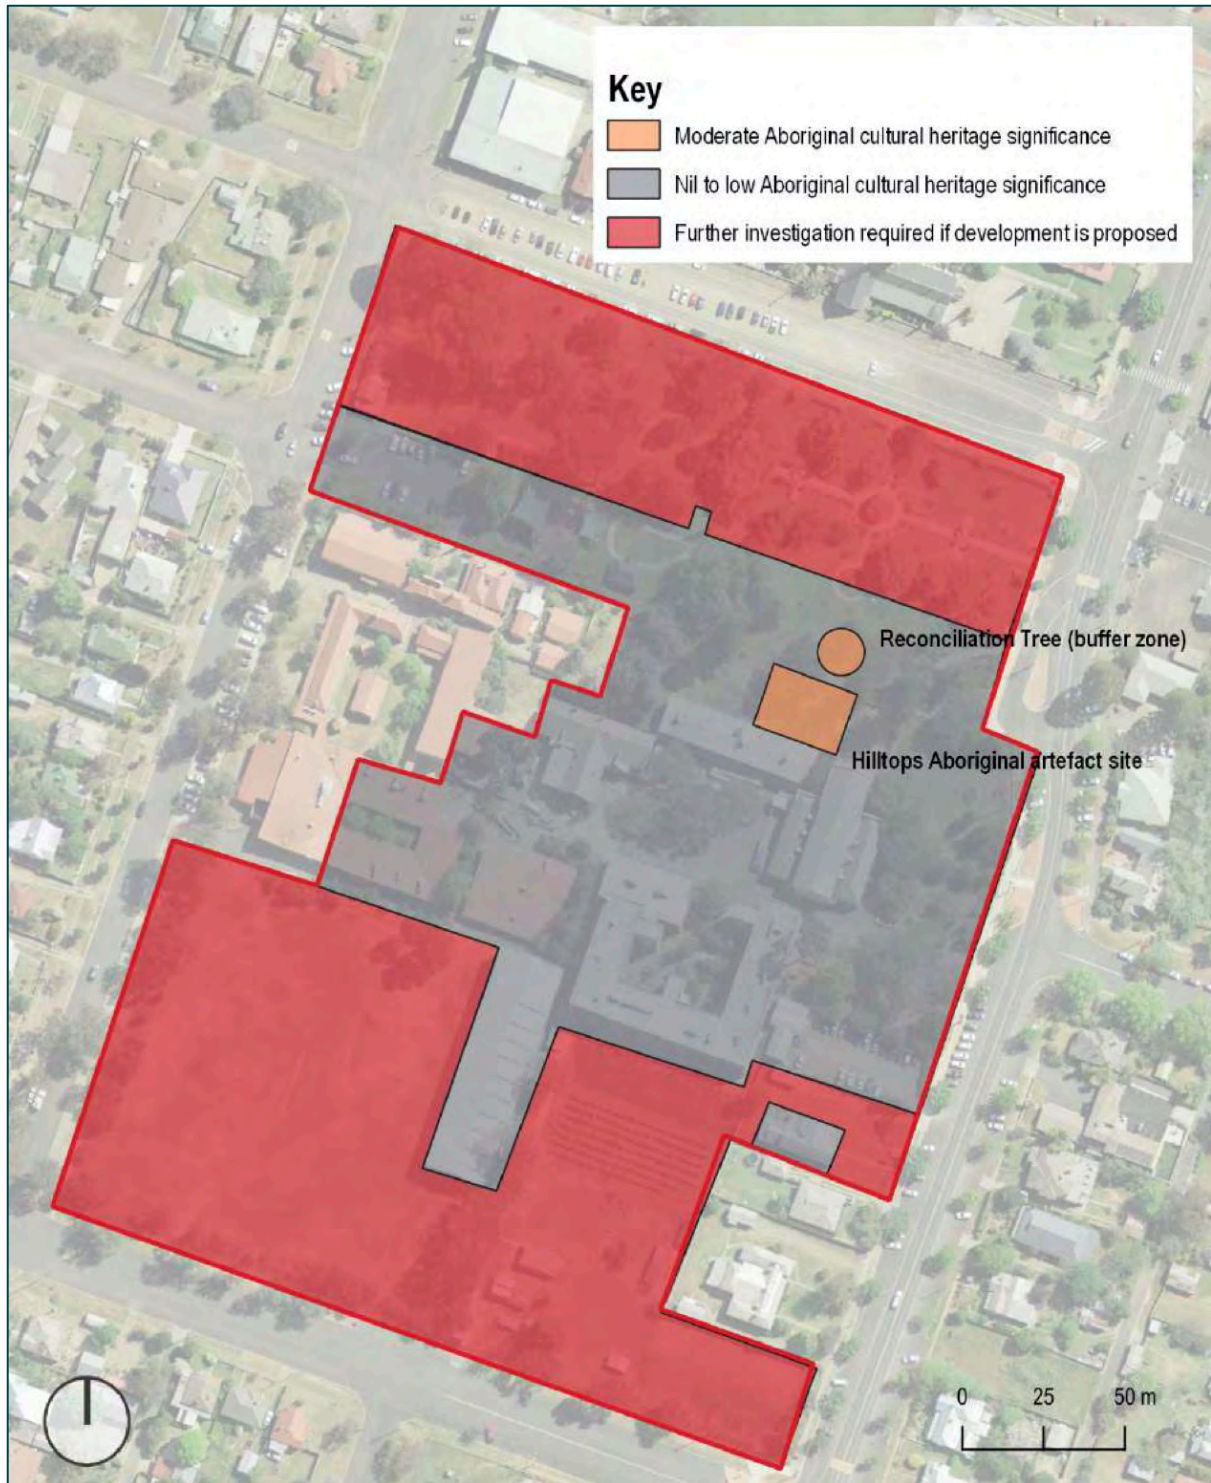 Key
Moderate Aboriginal cultural heritage significance
Nil to low Aboriginal cultural heritage significance
Further investigation required if development is proposed
Reconciliation Tree (buffer zone)
Hilltops Aboriginal artefact site
0 25 50 m